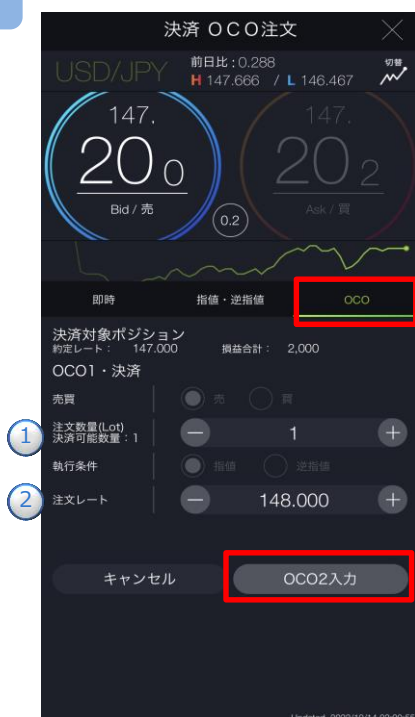 決済 OCO注文
USD/JPY
前日比：0.288
H 147.666 / L 146.467
切替
147.
200
Bid / 売
0.2
147.
202
Ask / 買
即時
指値・逆指値
OCO
決済対象ポジション
約定レート： 147.000 損益合計： 2,000
OCO1・決済
売買 売 買
1
注文数量(Lot)
決済可能数量：1
1
執行条件 指値 逆指値
2
注文レート 148.000
キャンセル
OCO2入力